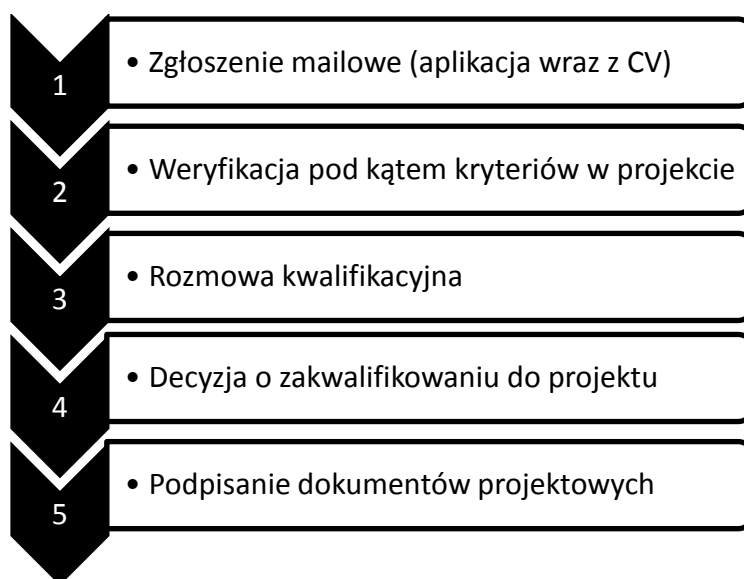 1
• Zgłoszenie mailowe (aplikacja wraz z CV)
2
• Weryfikacja pod kątem kryteriów w projekcie
3
• Rozmowa kwalifikacyjna
4
• Decyzja o zakwalifikowaniu do projektu
5
• Podpisanie dokumentów projektowych